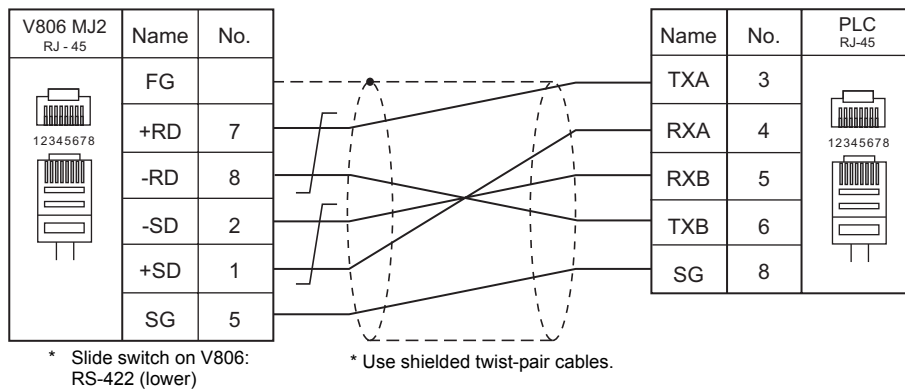 V806 MJ2
RJ - 45
Name No.
FG
+RD 7
-RD 8
-SD 2
+SD 1
SG 5
12345678
* Slide switch on V806:
RS-422 (lower)
* Use shielded twist-pair cables.
Name No.
TXA 3
RXA 4
RXB 5
TXB 6
SG 8
PLC
RJ-45
12345678